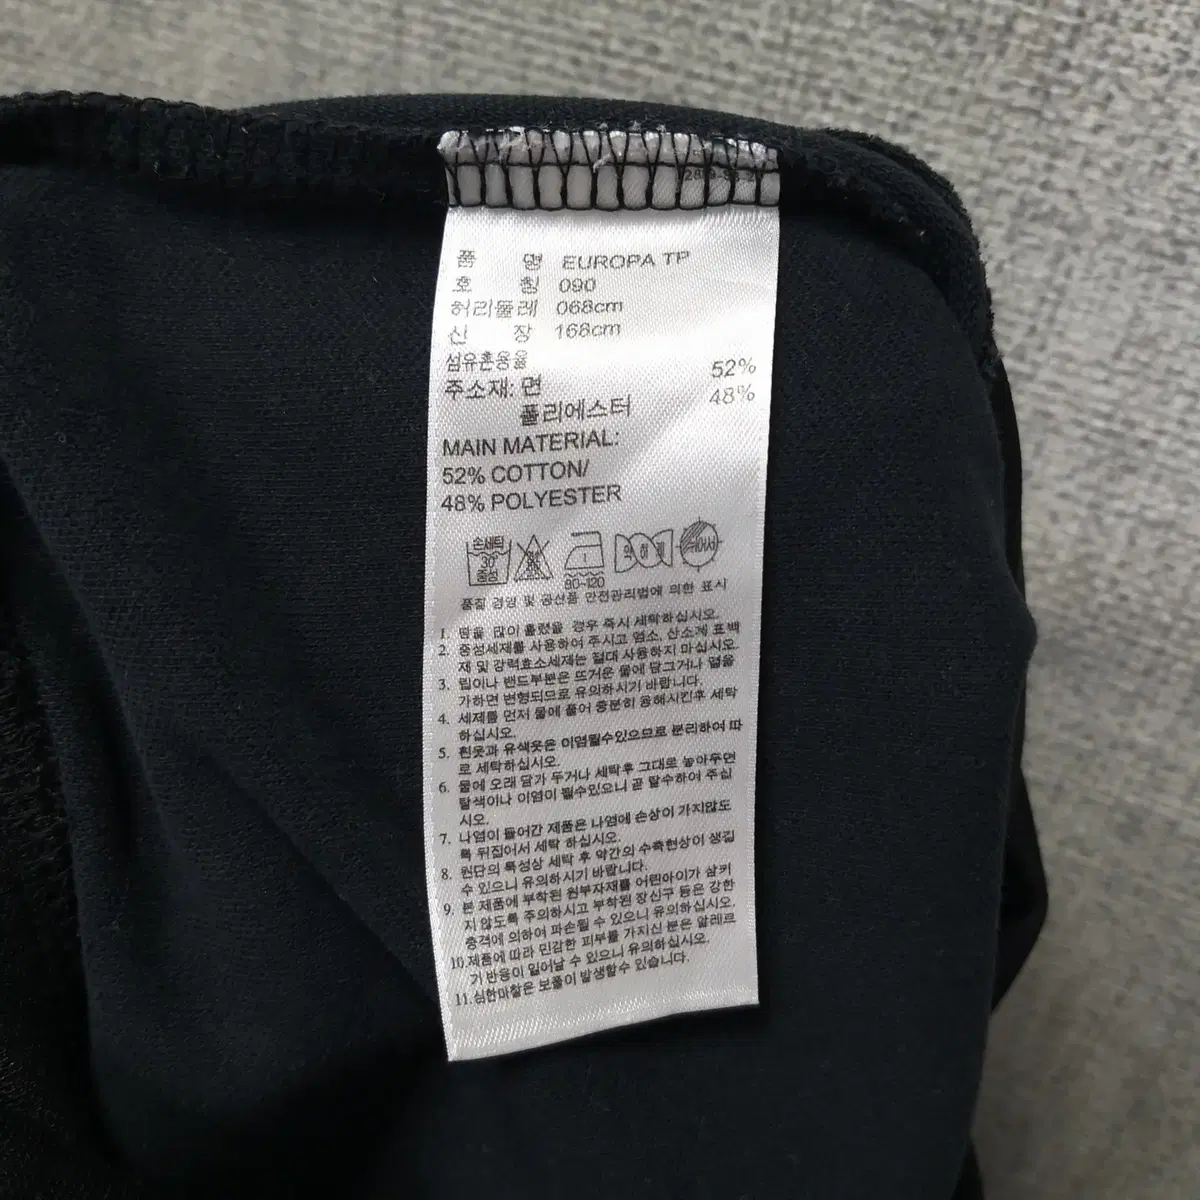 품 명 EUROPA TP
호 칭 090
허리둘레 068cm
신 장 168cm
섬유혼용율
주소재: 면 52%
폴리에스터 48%
MAIN MATERIAL:
52% COTTON/
48% POLYESTER
손세탁 30° 중성
80~120
약하게
드라이
품질 경영 및 공산품 안전관리법에 의한 표시
1. 땀을 많이 흘렸을 경우 즉시 세탁하십시오.
2. 중성세제를 사용하여 주시고 염소, 산소계 표백
제 및 강력효소세제는 절대 사용하지 마십시오.
3. 립이나 밴드부분은 뜨거운 물에 담그거나 열을
가하면 변형되므로 유의하시기 바랍니다.
4. 세제를 먼저 물에 풀어 충분히 용해시킨후 세탁
하십시오.
5. 흰옷과 유색옷은 이염될수있으므로 분리하여 따
로 세탁하십시오.
6. 물에 오래 담가 두거나 세탁후 그대로 놓아두면
탈색이나 이염이 될수있으니 곧 탈수하여 주십
시오.
7. 나염이 들어간 제품은 나염에 손상이 가지않도
록 뒤집어서 세탁 하십시오.
8. 원단의 특성상 세탁 후 약간의 수축현상이 생길
수 있으니 유의하시기 바랍니다.
9. 본 제품에 부착된 원부자재를 어린아이가 삼키
지 않도록 주의하시고 부착된 장신구 등은 강한
충격에 의하여 파손될 수 있으니 유의하십시오.
10.제품에 따라 민감한 피부를 가지신 분은 알레르
기 반응이 일어날 수 있으니 유의하십시오.
11.심한마찰은 보풀이 발생할수 있습니다.